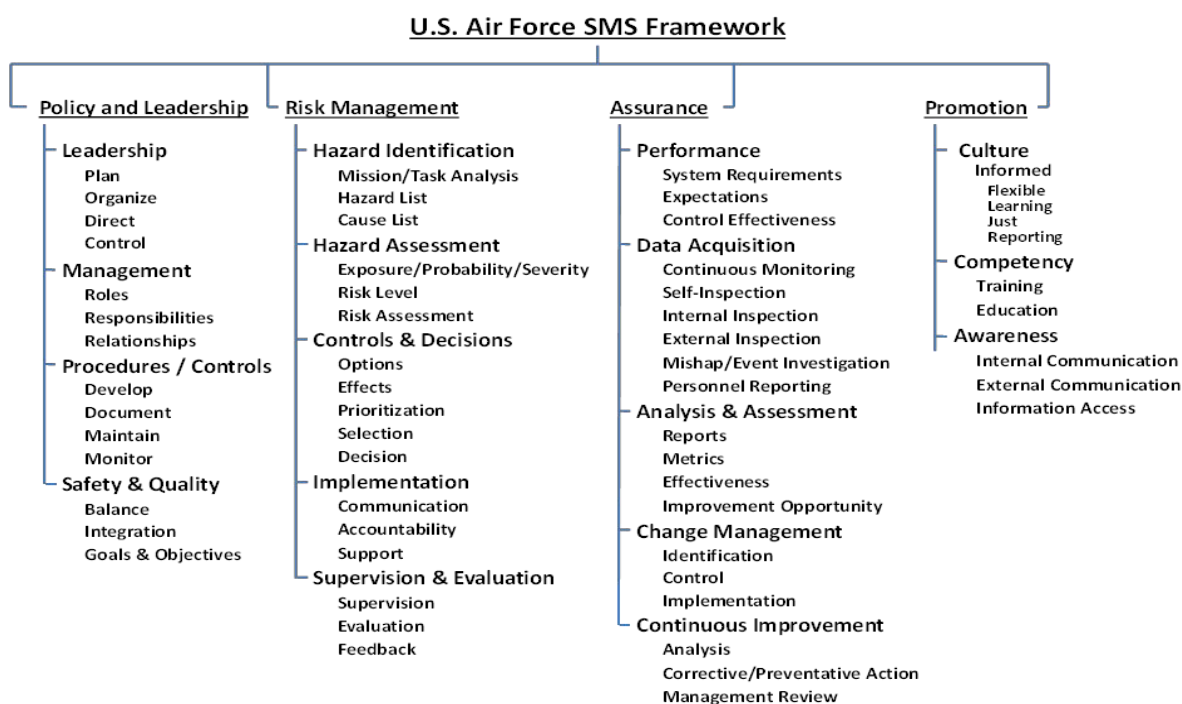 U.S. Air Force SMS Framework
Policy and Leadership
Leadership
Plan
Organize
Direct
Control
Management
Roles
Responsibilities
Relationships
Procedures / Controls
Develop
Document
Maintain
Monitor
Safety & Quality
Balance
Integration
Goals & Objectives
Risk Management
Hazard Identification
Mission/Task Analysis
Hazard List
Cause List
Hazard Assessment
Exposure/Probability/Severity
Risk Level
Risk Assessment
Controls & Decisions
Options
Effects
Prioritization
Selection
Decision
Implementation
Communication
Accountability
Support
Supervision & Evaluation
Supervision
Evaluation
Feedback
Assurance
Performance
System Requirements
Expectations
Control Effectiveness
Data Acquisition
Continuous Monitoring
Self-Inspection
Internal Inspection
External Inspection
Mishap/Event Investigation
Personnel Reporting
Analysis & Assessment
Reports
Metrics
Effectiveness
Improvement Opportunity
Change Management
Identification
Control
Implementation
Continuous Improvement
Analysis
Corrective/Preventative Action
Management Review
Promotion
Culture
Informed
Flexible
Learning
Just
Reporting
Competency
Training
Education
Awareness
Internal Communication
External Communication
Information Access